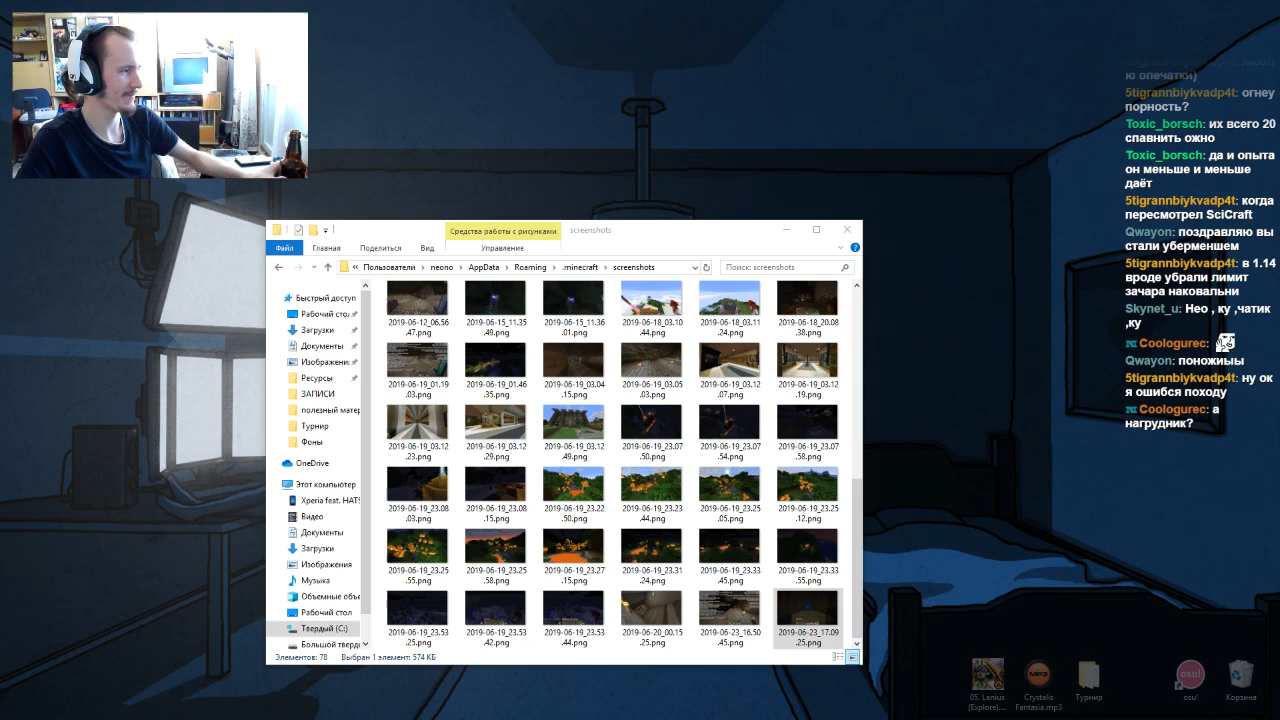 ю опечатки)
5tigrannbiykvadp4t: огнеу
порность?
Toxic_borsch: их всего 20
спавнить ожно
Toxic_borsch: да и опыта
он меньше и меньше
даёт
5tigrannbiykvadp4t: когда
пересмотрел SciCraft
Qwayon: поздравляю вы
стали уберменшем
5tigrannbiykvadp4t: в 1.14
вроде убрали лимит
зачара наковальни
Skynet_u: Нео , ку ,чатик
,ку
Coologurec:
Qwayon: поножиыы
5tigrannbiykvadp4t: ну ок
я ошибся походу
Coologurec: а
нагрудник?
Средства работы с рисунками screenshots
Файл Главная Поделиться Вид Управление
« Пользователи › neono › AppData › Roaming › .minecraft › screenshots Поиск: screenshots
Быстрый доступ
Рабочий стол
Загрузки
Документы
Изображени
Ресурсы
ЗАПИСИ
полезный матер
Турнир
Фоны
OneDrive
Этот компьютер
Xperia feat. HATS
Видео
Документы
Загрузки
Изображения
Музыка
Объемные объе
Рабочий стол
Твердый (C:)
Большой тверд
2019-06-12_06.56 2019-06-15_11.35 2019-06-15_11.36 2019-06-18_03.10 2019-06-18_03.11 2019-06-18_20.08
.47.png .49.png .01.png .44.png .24.png .38.png
2019-06-19_01.19 2019-06-19_01.46 2019-06-19_03.04 2019-06-19_03.05 2019-06-19_03.12 2019-06-19_03.12
.03.png .35.png .15.png .03.png .07.png .19.png
2019-06-19_03.12 2019-06-19_03.12 2019-06-19_03.12 2019-06-19_23.07 2019-06-19_23.07 2019-06-19_23.07
.23.png .29.png .49.png .50.png .54.png .58.png
2019-06-19_23.08 2019-06-19_23.08 2019-06-19_23.22 2019-06-19_23.23 2019-06-19_23.25 2019-06-19_23.25
.03.png .15.png .50.png .44.png .05.png .12.png
2019-06-19_23.25 2019-06-19_23.25 2019-06-19_23.27 2019-06-19_23.31 2019-06-19_23.33 2019-06-19_23.33
.55.png .58.png .15.png .24.png .45.png .55.png
2019-06-19_23.53 2019-06-19_23.53 2019-06-19_23.53 2019-06-20_00.15 2019-06-23_16.50 2019-06-23_17.09
.25.png .42.png .44.png .25.png .45.png .25.png
Элементов: 78 Выбран 1 элемент: 574 КБ
05. Lanius Crystalis Турнир osu! Корзина
(Explore).... Fantasia.mp3